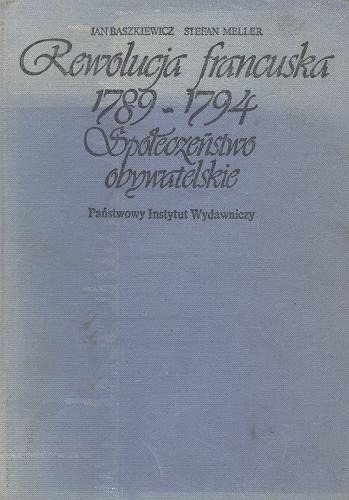 JAN BASZKIEWICZ STEFAN MELLER
Rewolucja francuska
1789-1794
Społeczeństwo
obywatelskie
Państwowy Instytut Wydawniczy